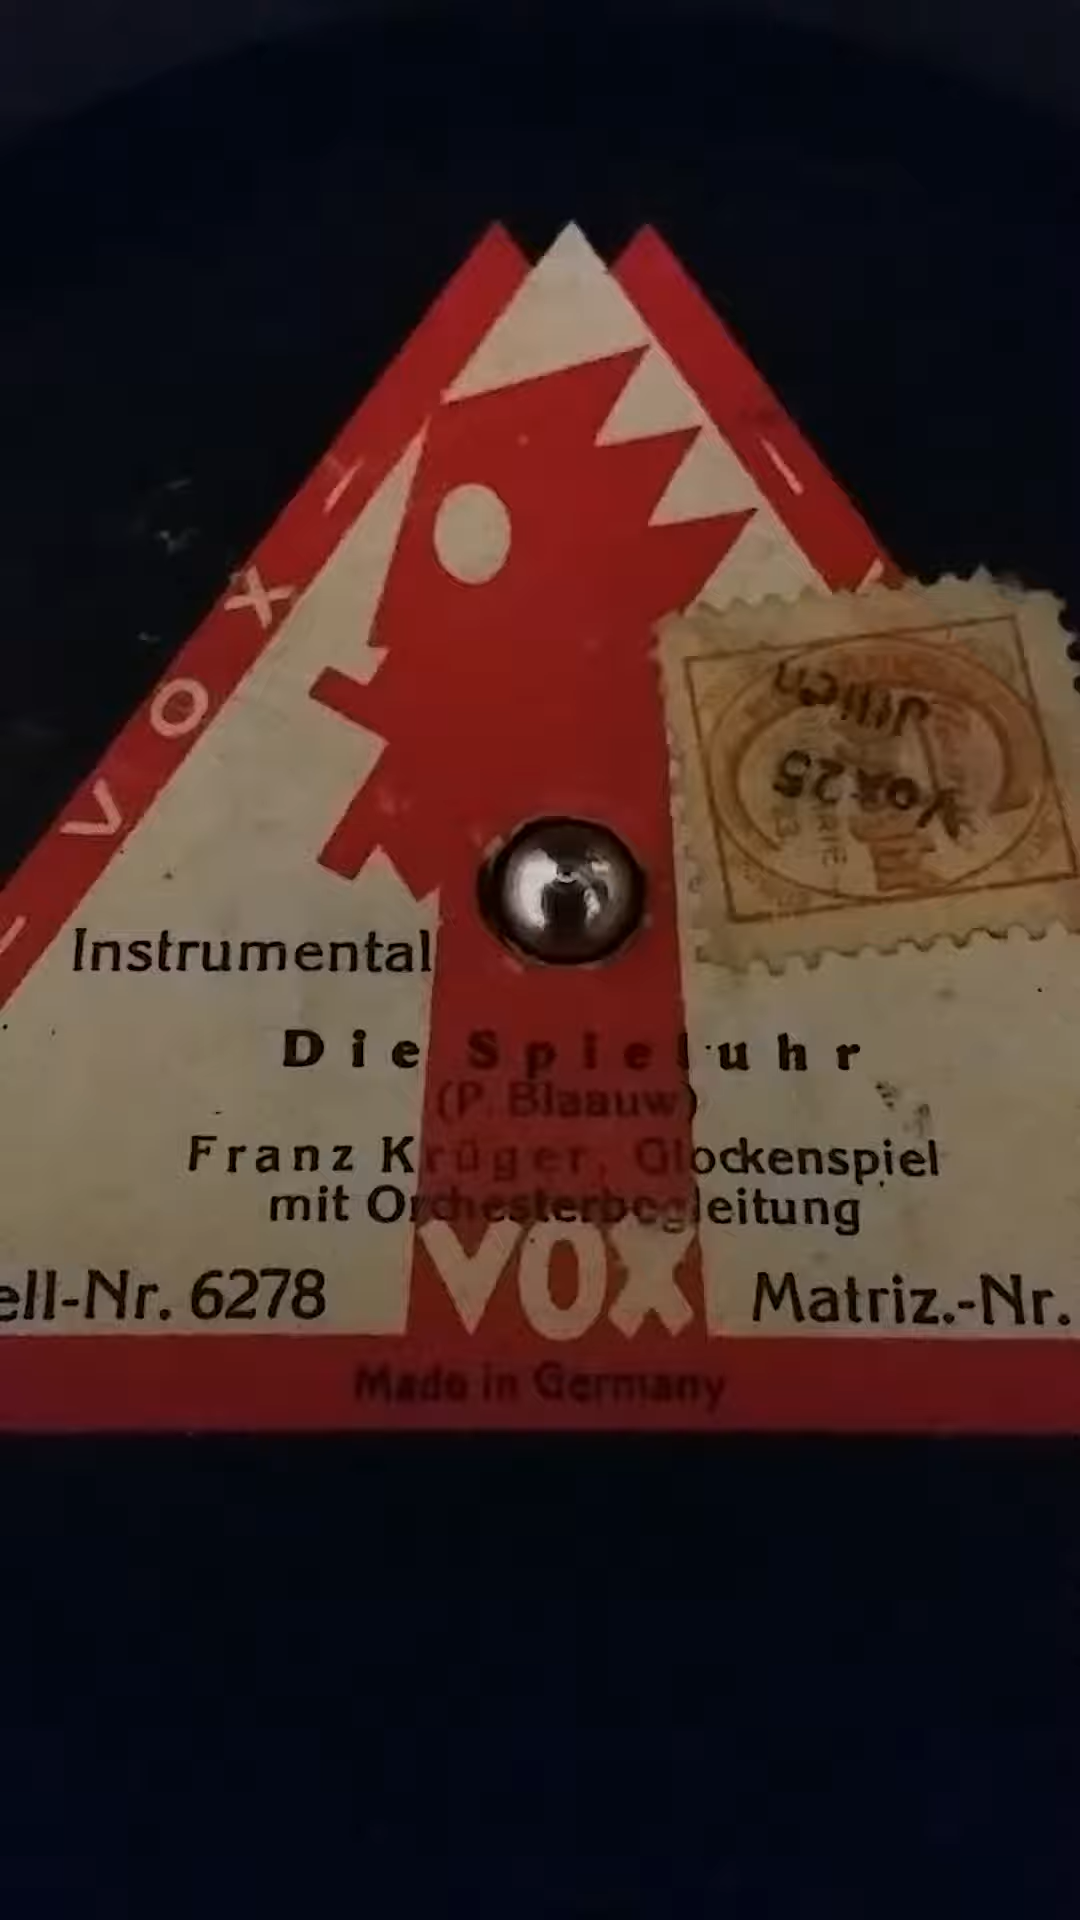 VOX
Instrumental
Die Spieluhr
(P. Blaauw)
Franz Krüger, Glockenspiel
mit Orchesterbegleitung
ell-Nr. 6278
VOX
Matriz.-Nr.
Made in Germany